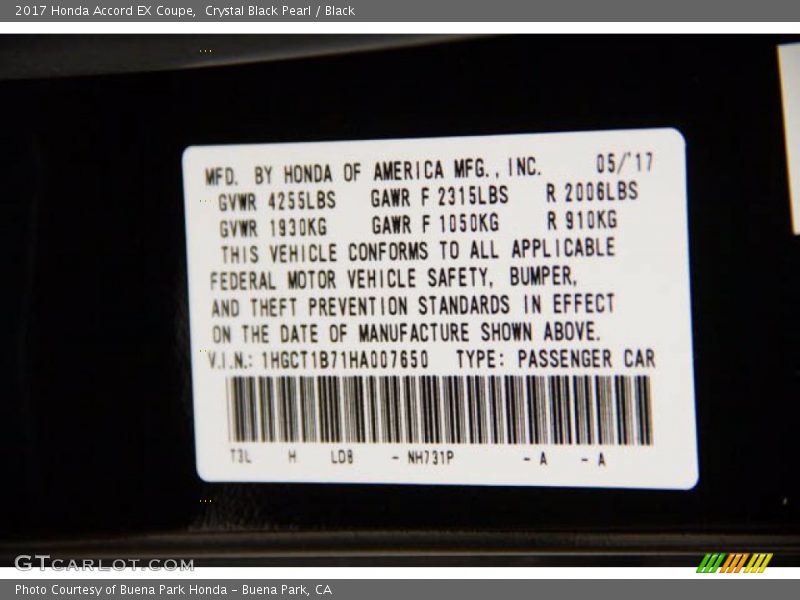 2017 Honda Accord EX Coupe,  Crystal Black Pearl / Black
MFD. BY HONDA OF AMERICA MFG., INC. 05/'17
GVWR 4255LBS GAWR F 2315LBS R 2006LBS
GVWR 1930KG GAWR F 1050KG R 910KG
THIS VEHICLE CONFORMS TO ALL APPLICABLE
FEDERAL MOTOR VEHICLE SAFETY, BUMPER,
AND THEFT PREVENTION STANDARDS IN EFFECT
ON THE DATE OF MANUFACTURE SHOWN ABOVE.
V.I.N.: 1HGCT1B71HA007650 TYPE: PASSENGER CAR
T3L H LDB - NH731P - A - A
GTCARLOT.COM
Photo Courtesy of Buena Park Honda - Buena Park, CA